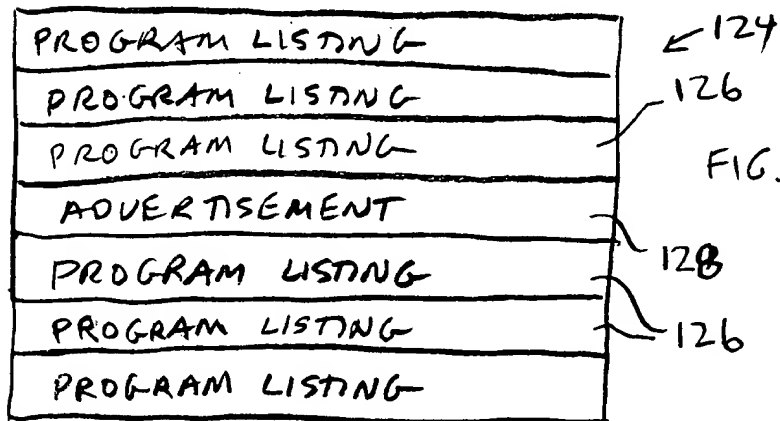 PROGRAM LISTING
124
PROGRAM LISTING
126
PROGRAM LISTING
FIG.
ADVERTISEMENT
128
PROGRAM LISTING
PROGRAM LISTING
126
PROGRAM LISTING